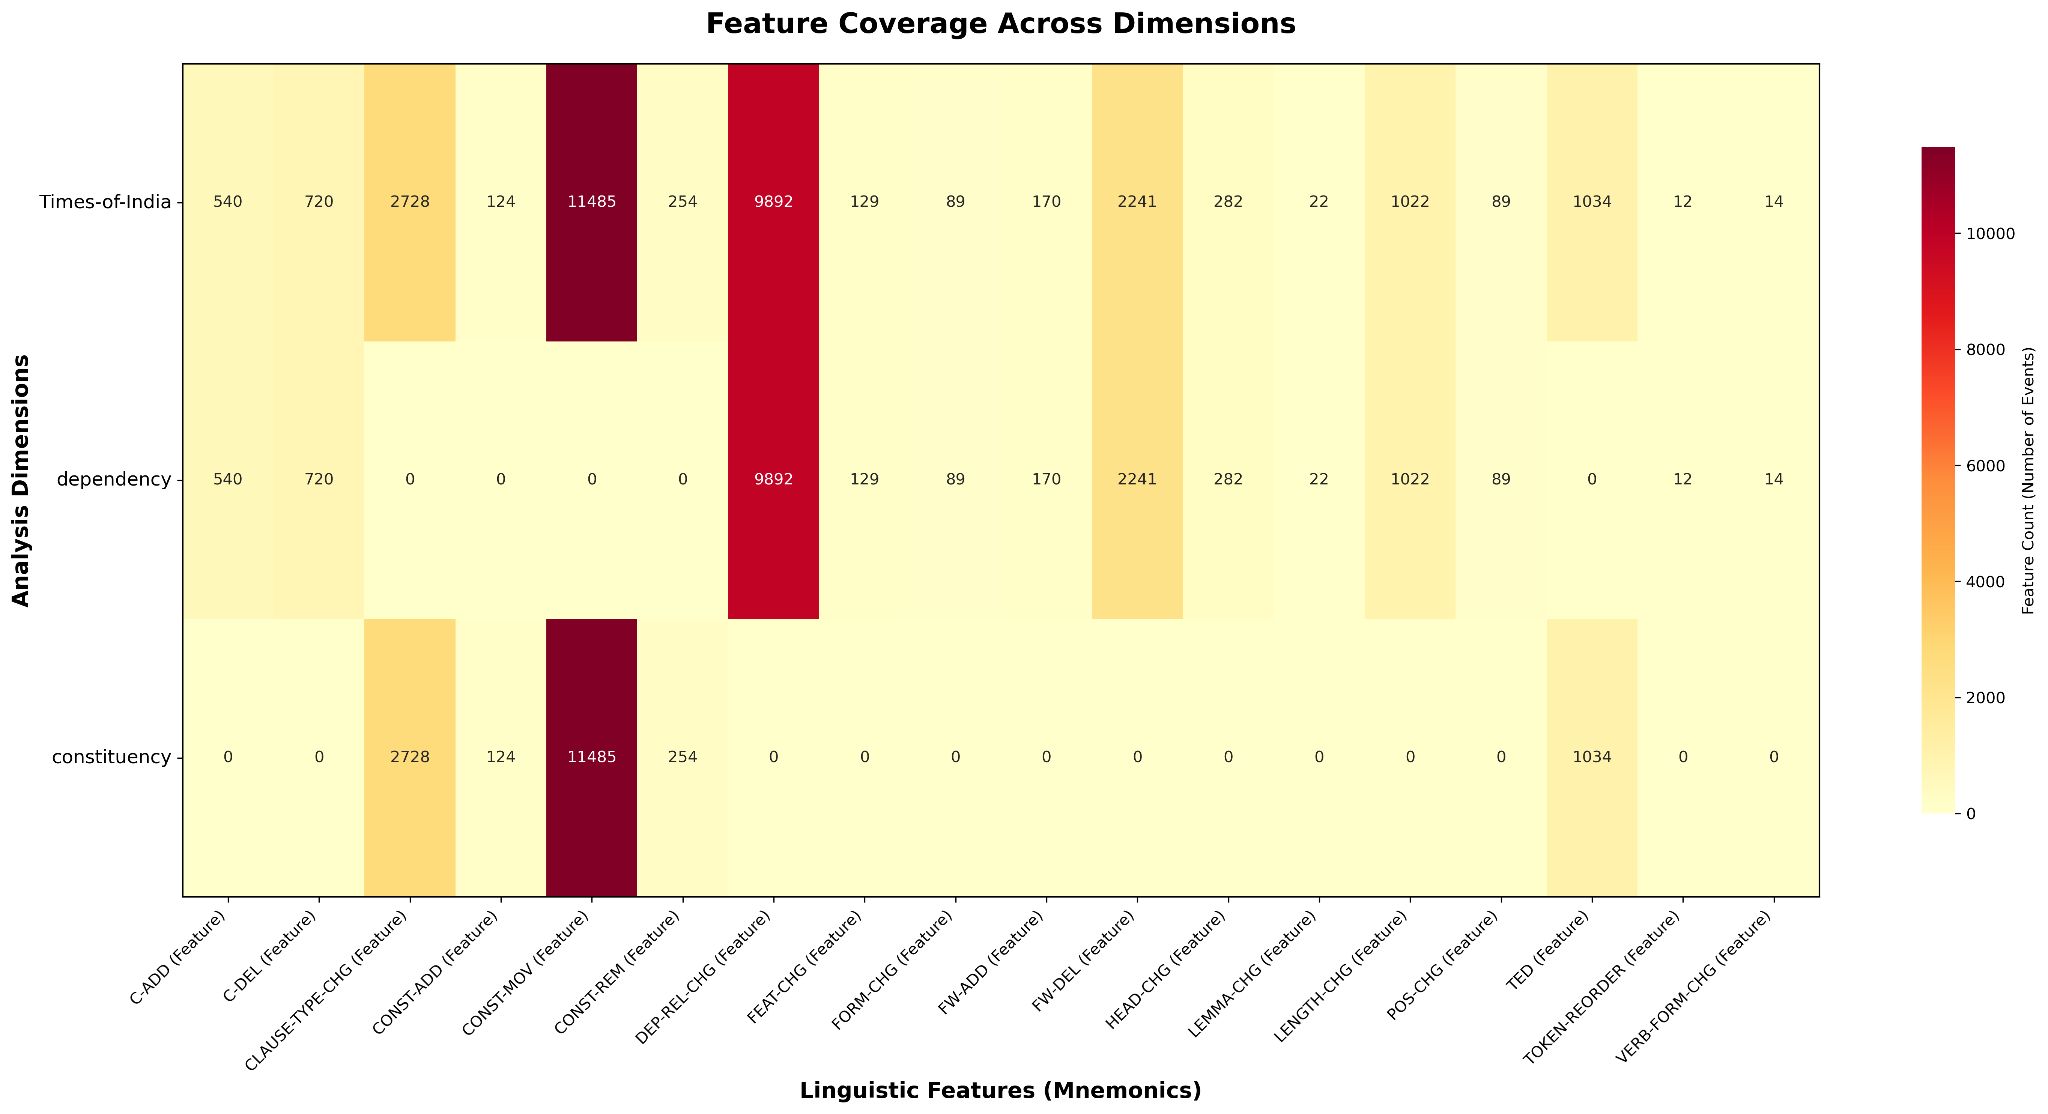 Feature Coverage Across Dimensions
Times-of-India 540 720 2728 124 11485 254 9892 129 89 170 2241 282 22 1022 89 1034 12 14
dependency 540 720 0 0 0 0 9892 129 89 170 2241 282 22 1022 89 0 12 14
constituency 0 0 2728 124 11485 254 0 0 0 0 0 0 0 0 0 1034 0 0
Analysis Dimensions
C-ADD (Feature)
C-DEL (Feature)
CLAUSE-TYPE-CHG (Feature)
CONST-ADD (Feature)
CONST-MOV (Feature)
CONST-REM (Feature)
DEP-REL-CHG (Feature)
FEAT-CHG (Feature)
FORM-CHG (Feature)
FW-ADD (Feature)
FW-DEL (Feature)
HEAD-CHG (Feature)
LEMMA-CHG (Feature)
LENGTH-CHG (Feature)
POS-CHG (Feature)
TED (Feature)
TOKEN-REORDER (Feature)
VERB-FORM-CHG (Feature)
Linguistic Features (Mnemonics)
10000
8000
6000
4000
2000
0
Feature Count (Number of Events)